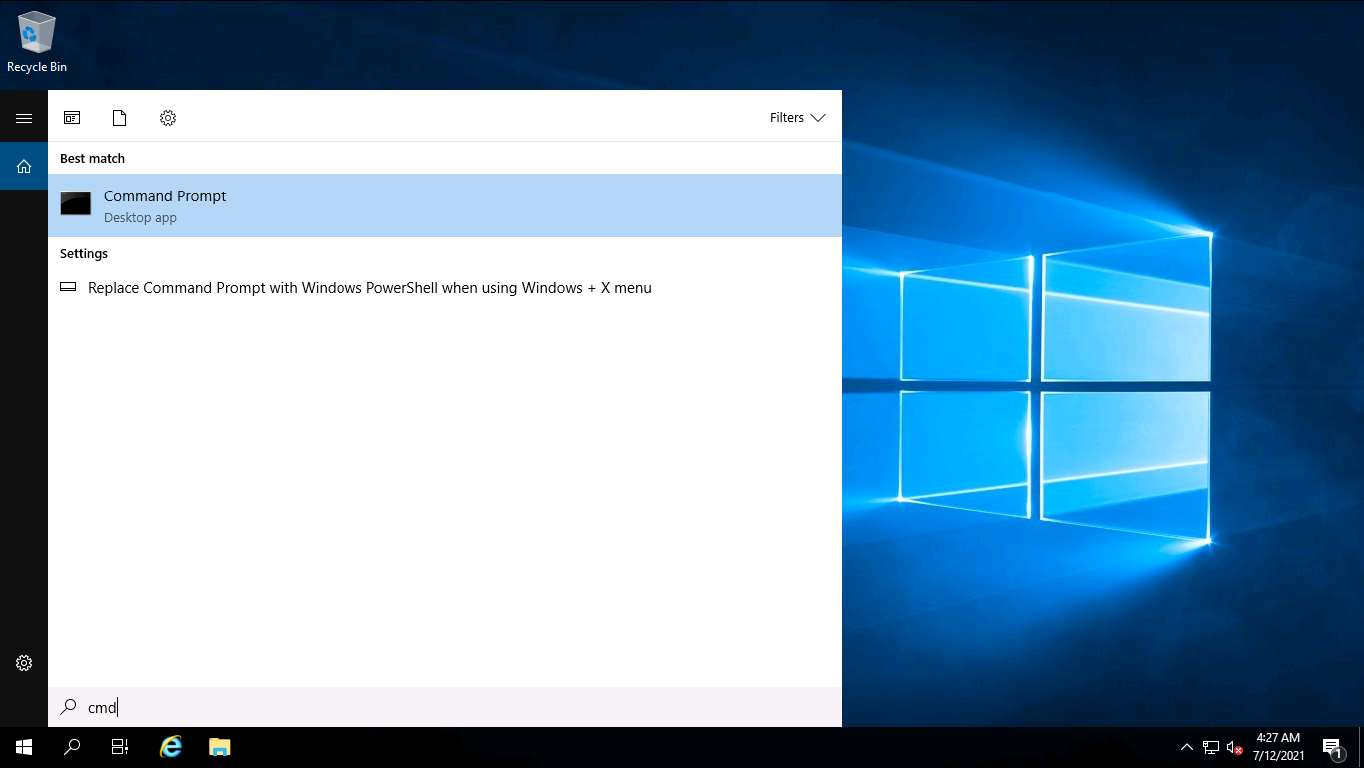 Recycle Bin
Filters
Best match
Command Prompt
Desktop app
Settings
Replace Command Prompt with Windows PowerShell when using Windows + X menu
cmd
4:27 AM
7/12/2021
1